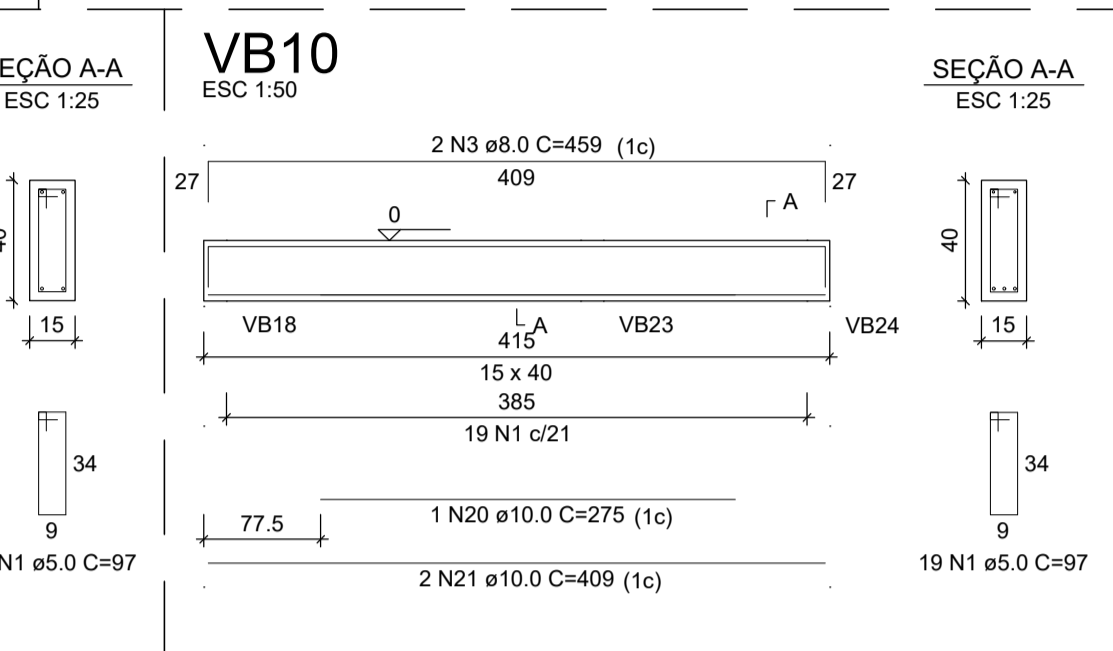 EÇÃO A-A
ESC 1:25
15
34
9
N1 ø5.0 C=97
VB10
ESC 1:50
2 N3 ø8.0 C=459 (1c)
27
409
27
A
0
VB18
A
VB23
VB24
415
15 x 40
385
19 N1 c/21
77.5
1 N20 ø10.0 C=275 (1c)
2 N21 ø10.0 C=409 (1c)
SEÇÃO A-A
ESC 1:25
40
15
34
9
19 N1 ø5.0 C=97